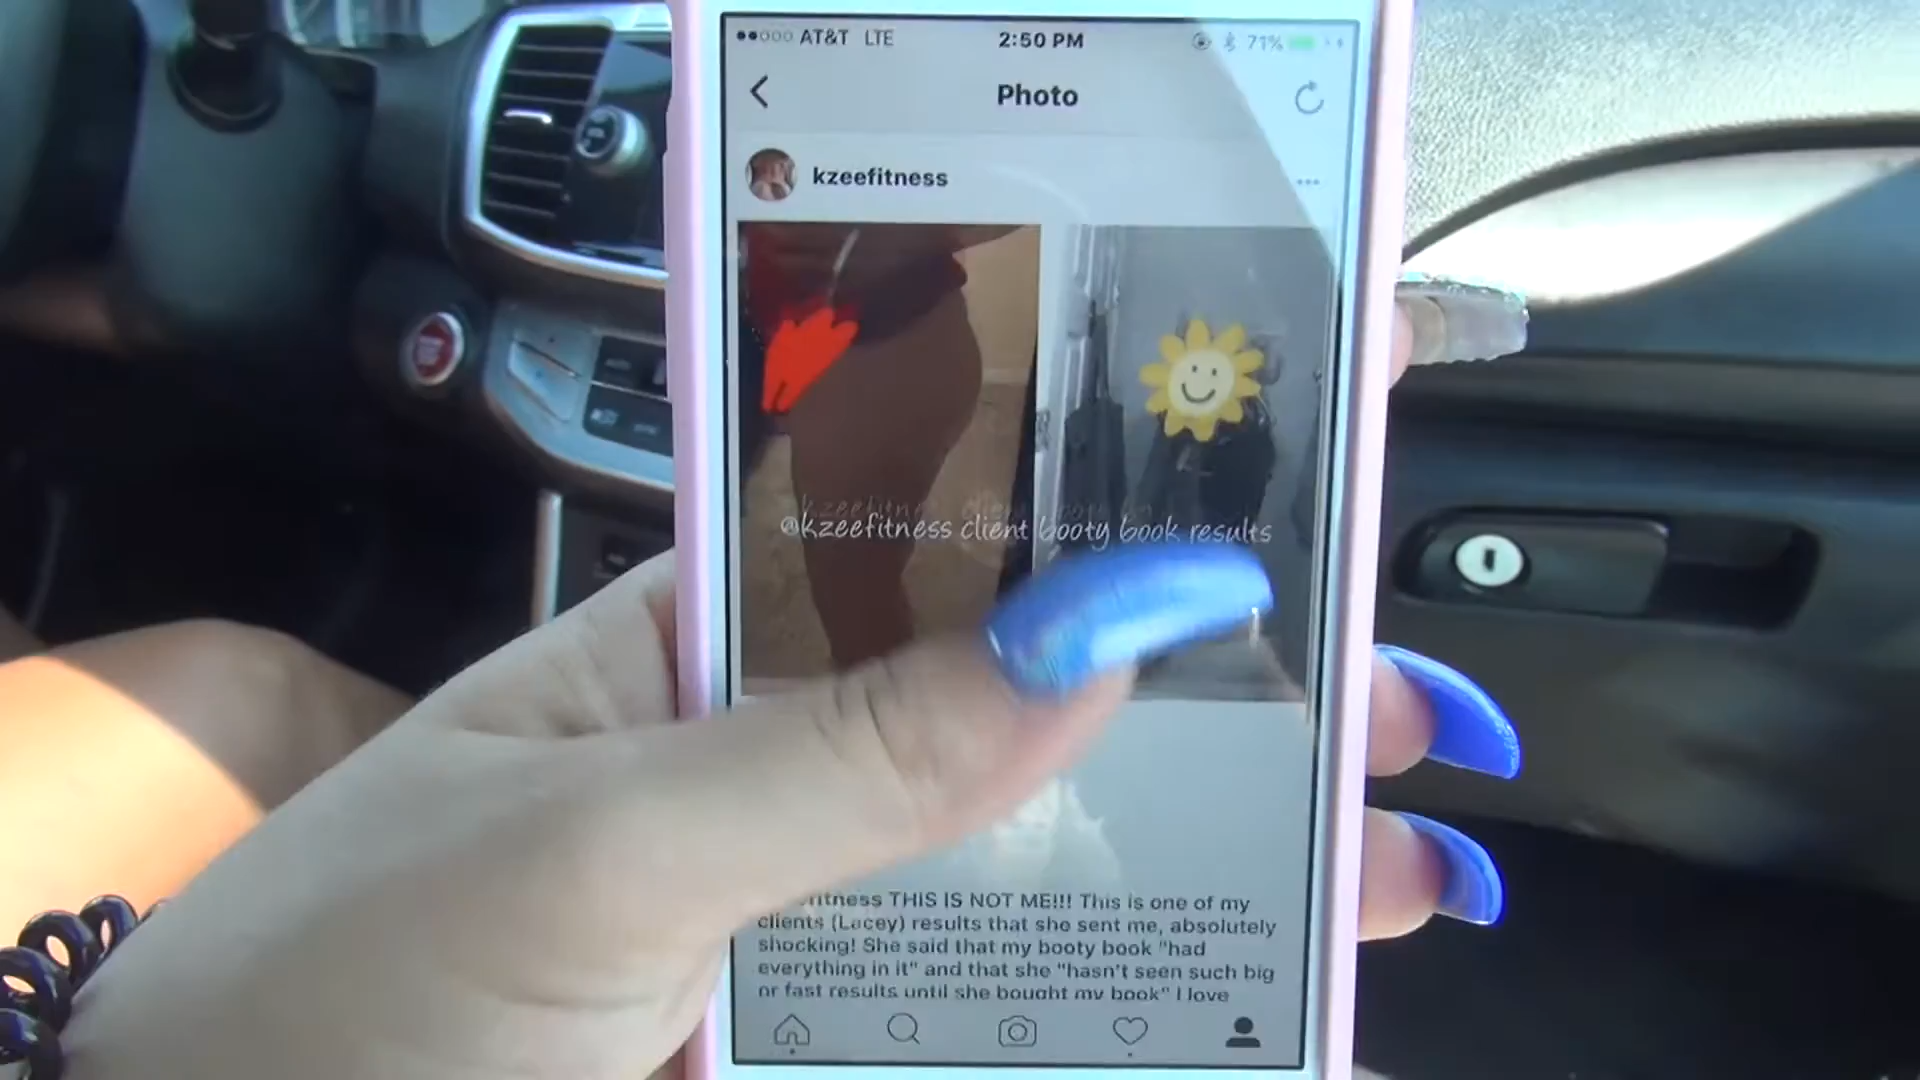 AT&T LTE 2:50 PM 71%
Photo
kzeefitness
@kzeefitness client booty book results
THIS IS NOT ME!!! This is one of my
clients (Lacey) results that she sent me, absolutely
shocking! She said that my booty book "had
everything in it" and that she "hasn't seen such big
or fast results until she bought my book" I love